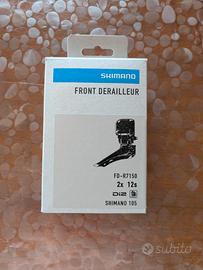 SHIMANO
FRONT DERAILLEUR
FD-R7150
2x 12s
Di2
SHIMANO 105
subito